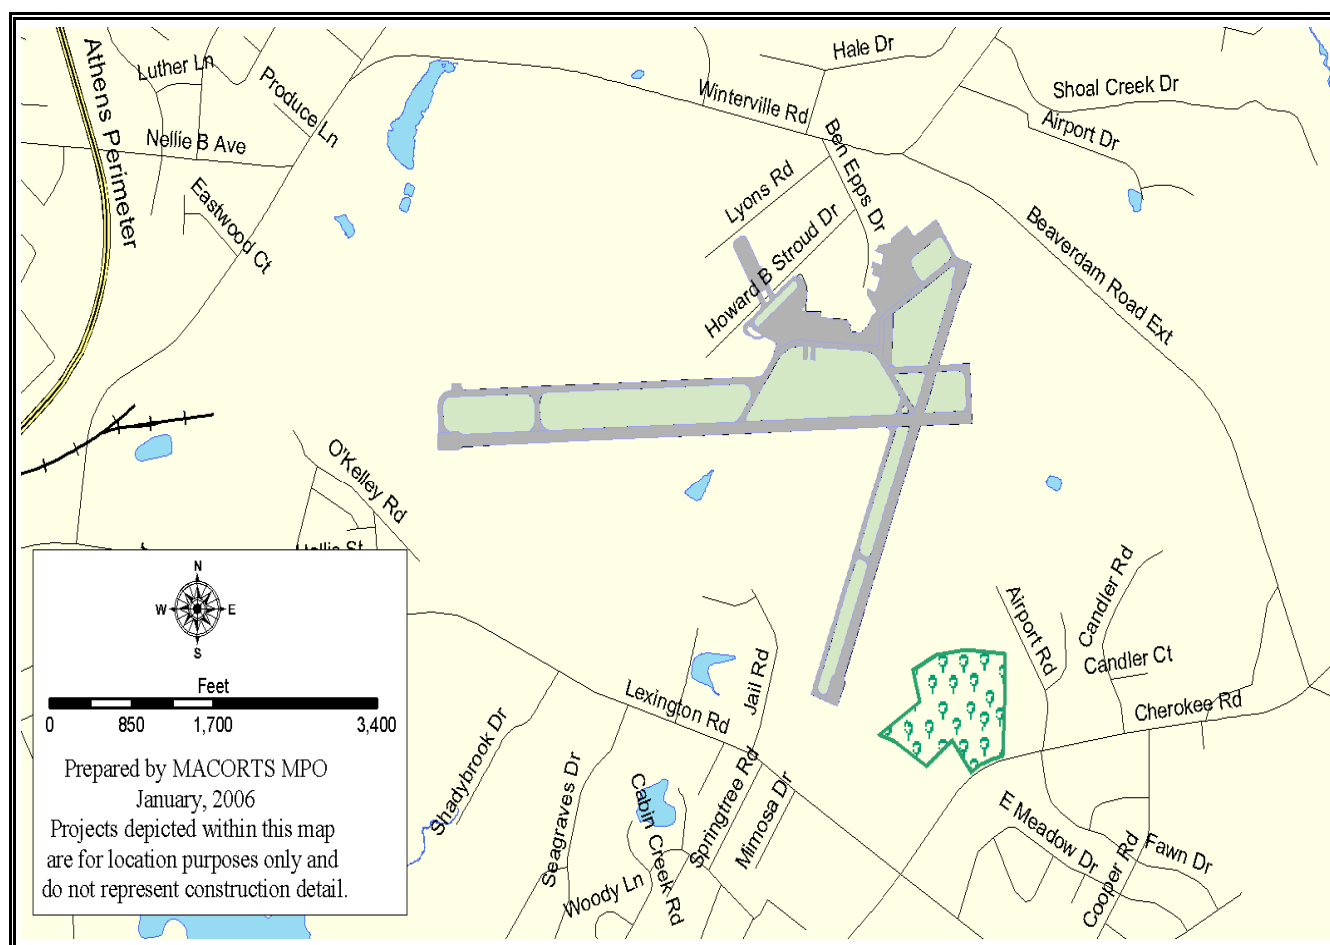 Athens Perimeter
Luther Ln
Produce Ln
Nellie B Ave
Eastwood Ct
Hale Dr
Winterville Rd
Shoal Creek Dr
Airport Dr
Ben Epps Dr
Lyons Rd
Howard B Stroud Dr
Beaverdam Road Ext
O'Kelley Rd
Hollis St
Airport Rd
Candler Rd
Candler Ct
Cherokee Rd
Lexington Rd
Jail Rd
Shadybrook Dr
Seagraves Dr
Cabin Creek Rd
Springtree Rd
Mimosa Dr
Woody Ln
E Meadow Dr
Cooper Rd
Fawn Dr
N
W E
S
Feet
0 850 1,700 3,400
Prepared by MACORTS MPO
January, 2006
Projects depicted within this map
are for location purposes only and
do not represent construction detail.